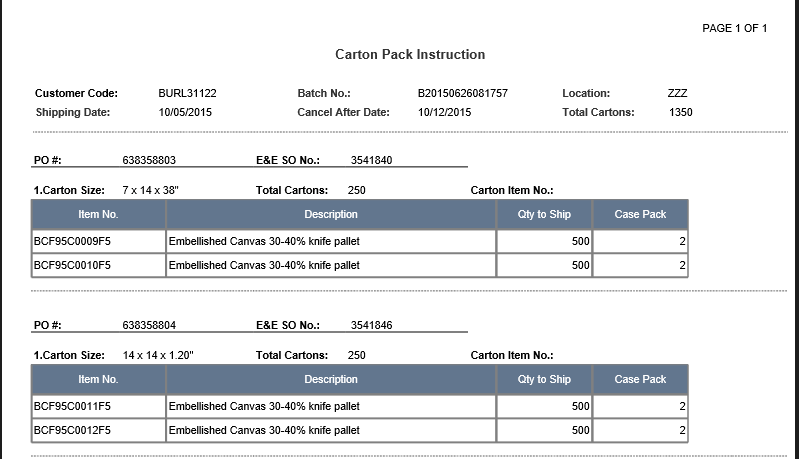 PAGE 1 OF 1
Carton Pack Instruction
Customer Code: BURL31122 Batch No.: B20150626081757 Location: ZZZ
Shipping Date: 10/05/2015 Cancel After Date: 10/12/2015 Total Cartons: 1350
PO #: 638358803 E&E SO No.: 3541840
1.Carton Size: 7 x 14 x 38" Total Cartons: 250 Carton Item No.:
Item No. Description Qty to Ship Case Pack
BCF95C0009F5 Embellished Canvas 30-40% knife pallet 500 2
BCF95C0010F5 Embellished Canvas 30-40% knife pallet 500 2
PO #: 638358804 E&E SO No.: 3541846
1.Carton Size: 14 x 14 x 1.20" Total Cartons: 250 Carton Item No.:
Item No. Description Qty to Ship Case Pack
BCF95C0011F5 Embellished Canvas 30-40% knife pallet 500 2
BCF95C0012F5 Embellished Canvas 30-40% knife pallet 500 2